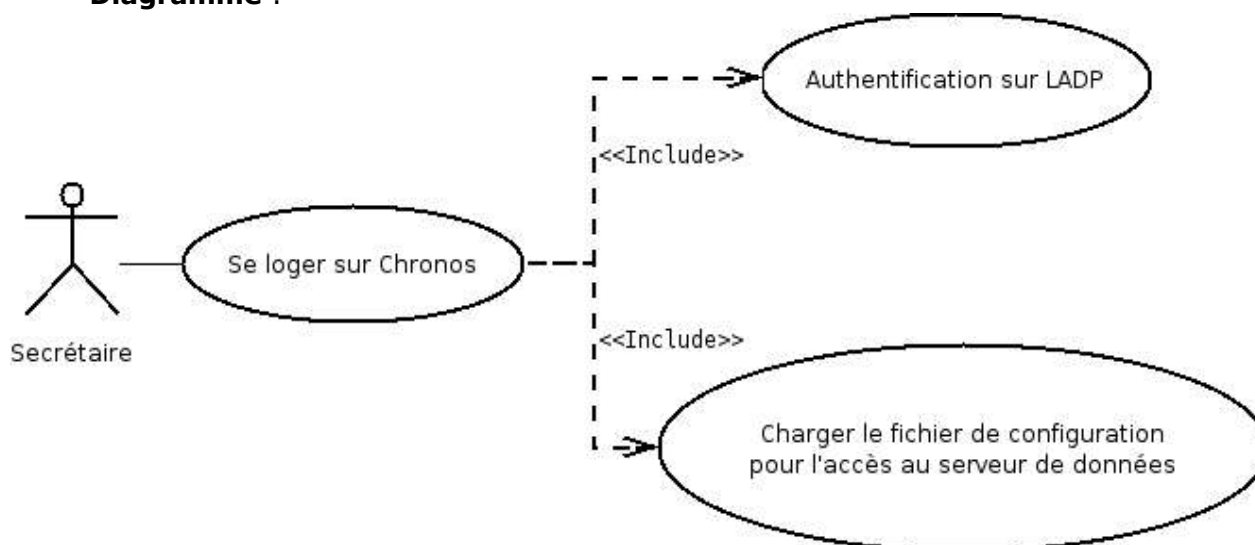 Diagramme :
Authentification sur LADP
<<Include>>
Se loger sur Chronos
<<Include>>
Secrétaire
Charger le fichier de configuration
pour l'accès au serveur de données